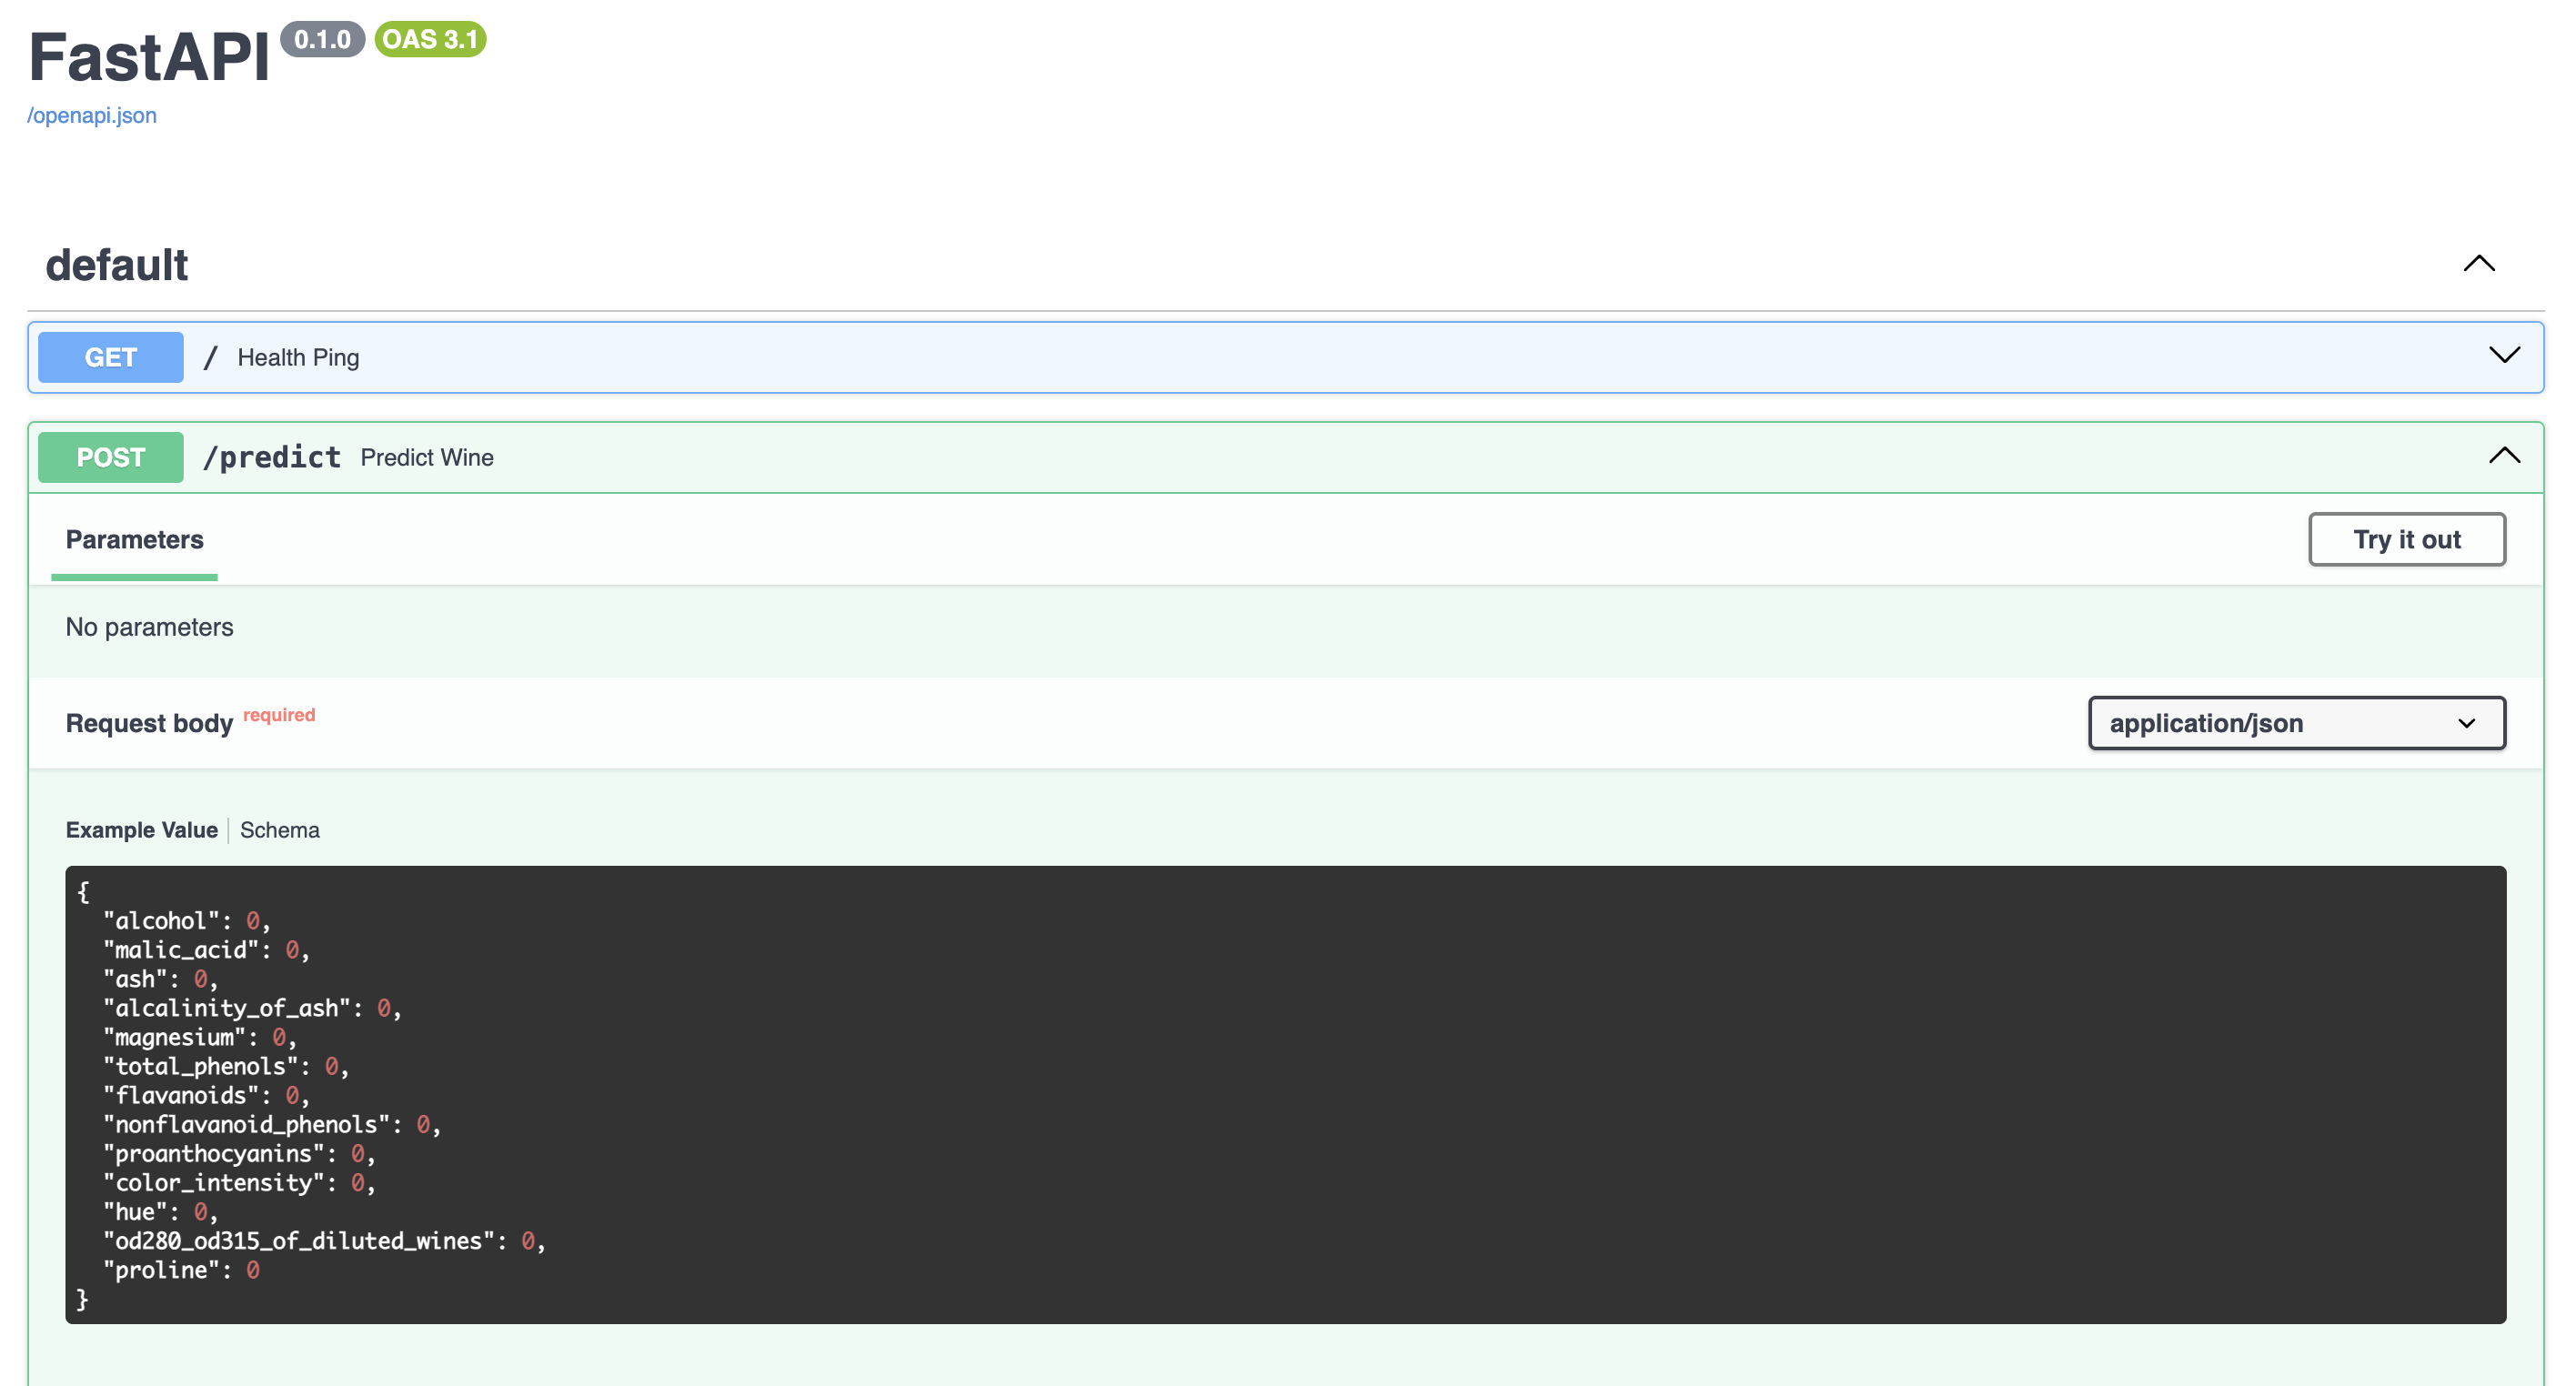 FastAPI 0.1.0 OAS 3.1
/openapi.json
default
GET / Health Ping
POST /predict Predict Wine
Parameters Try it out
No parameters
Request body required application/json
Example Value Schema
{
  "alcohol": 0,
  "malic_acid": 0,
  "ash": 0,
  "alcalinity_of_ash": 0,
  "magnesium": 0,
  "total_phenols": 0,
  "flavanoids": 0,
  "nonflavanoid_phenols": 0,
  "proanthocyanins": 0,
  "color_intensity": 0,
  "hue": 0,
  "od280_od315_of_diluted_wines": 0,
  "proline": 0
}